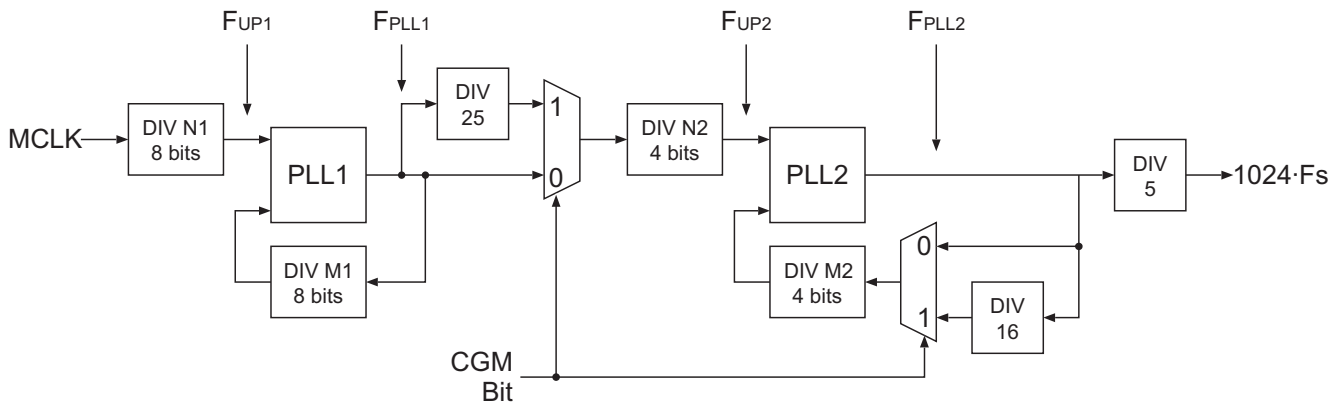 FUP1
FPLL1
FUP2
FPLL2
MCLK
DIV N1
8 bits
PLL1
DIV
25
1
0
DIV N2
4 bits
PLL2
DIV
5
1024·Fs
DIV M1
8 bits
DIV M2
4 bits
0
1
DIV
16
CGM
Bit